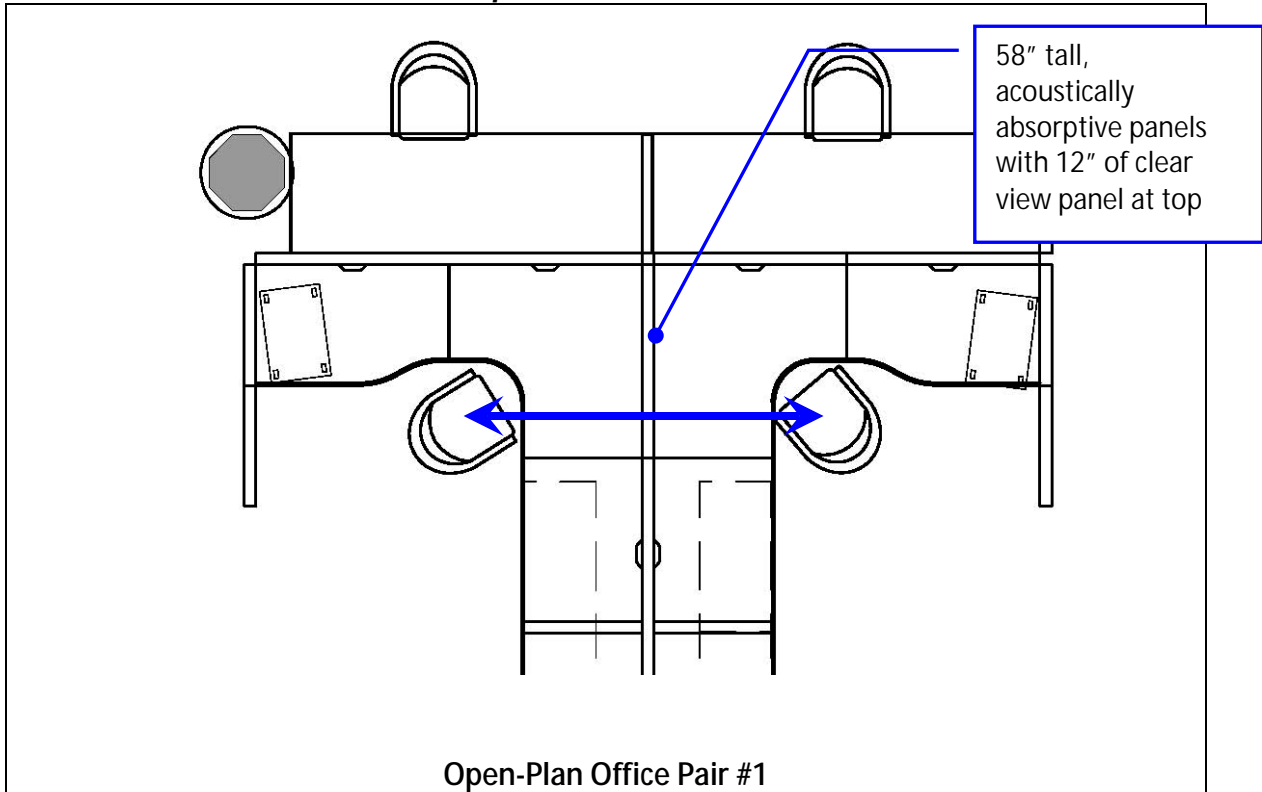 58” tall,
acoustically
absorptive panels
with 12” of clear
view panel at top
Open-Plan Office Pair #1